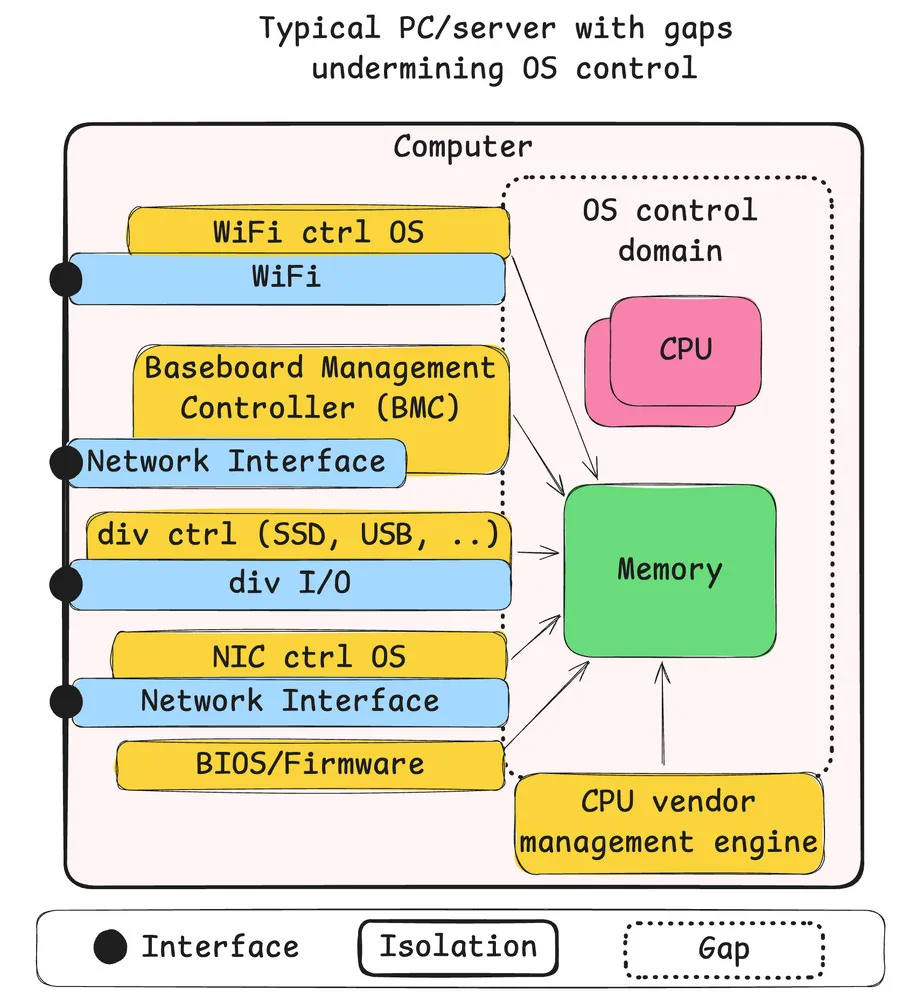 Typical PC/server with gaps
undermining OS control
Computer
OS control
domain
WiFi ctrl OS
WiFi
CPU
Baseboard Management
Controller (BMC)
Network Interface
div ctrl (SSD, USB, ..)
div I/O
Memory
NIC ctrl OS
Network Interface
BIOS/Firmware
CPU vendor
management engine
Interface
Isolation
Gap